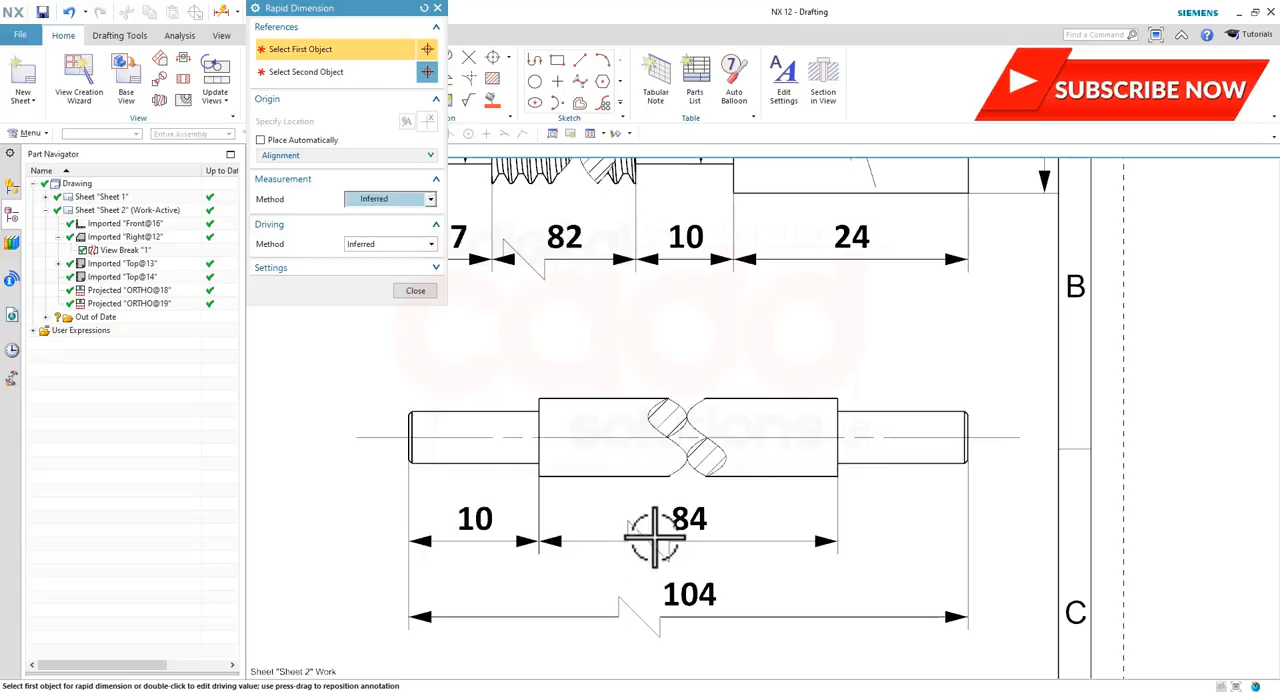 NX
NX 12 - Drafting
SIEMENS
File
Home
Drafting Tools
Analysis
View
Find a Command
Tutorials
New
Sheet
View Creation
Wizard
Base
View
Update
Views
View
Sketch
Tabular
Note
Parts
List
Auto
Balloon
Table
Edit
Settings
Section
in View
SUBSCRIBE NOW
Menu
Entire Assembly
Rapid Dimension
References
* Select First Object
* Select Second Object
Origin
Specify Location
Place Automatically
Alignment
Measurement
Method
Inferred
Driving
Method
Inferred
Settings
Close
Part Navigator
Name
Up to Dat
Drawing
Sheet "Sheet 1"
Sheet "Sheet 2" (Work-Active)
Imported "Front@16"
Imported "Right@12"
View Break "1"
Imported "Top@13"
Imported "Top@14"
Projected "ORTHO@18"
Projected "ORTHO@19"
Out of Date
User Expressions
7
82
10
24
B
10
84
104
C
solutions
Sheet "Sheet 2" Work
Select first object for rapid dimension or double-click to edit driving value; use press-drag to reposition annotation